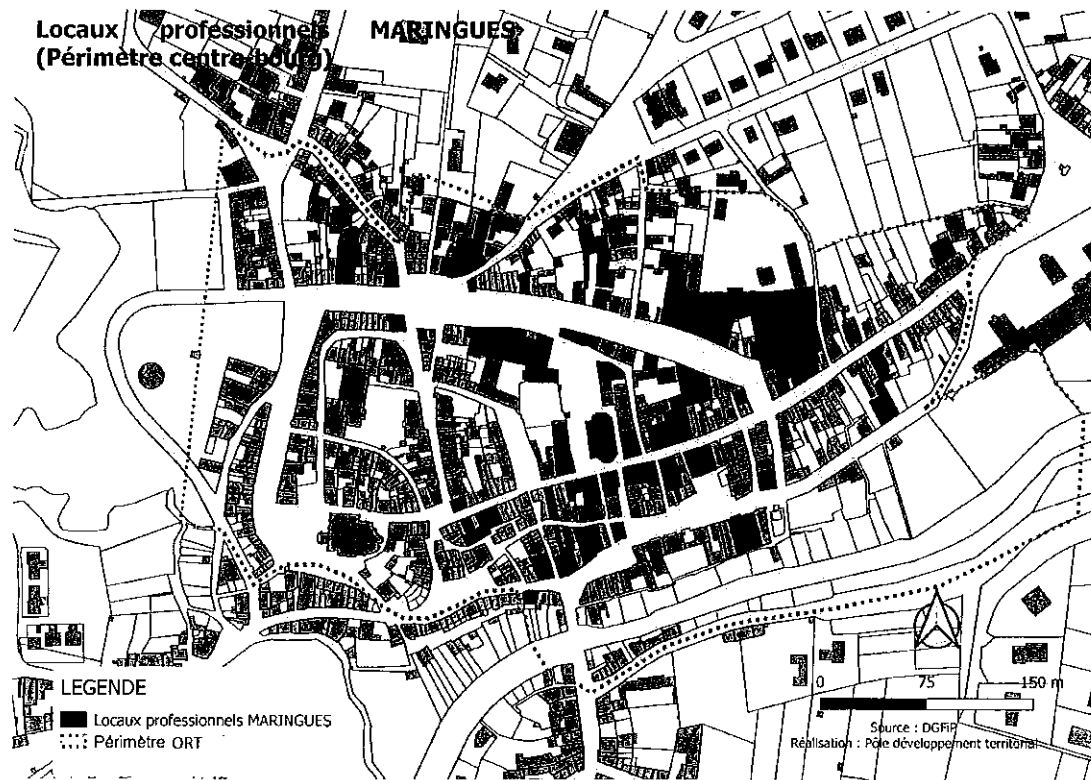 Locaux professionnels MARINGUES
(Périmètre centre-bourg)
LEGENDE
Locaux professionnels MARINGUES
Périmètre ORT
0 75 150 m
Source : DGFiP
Réalisation : Pôle développement territorial